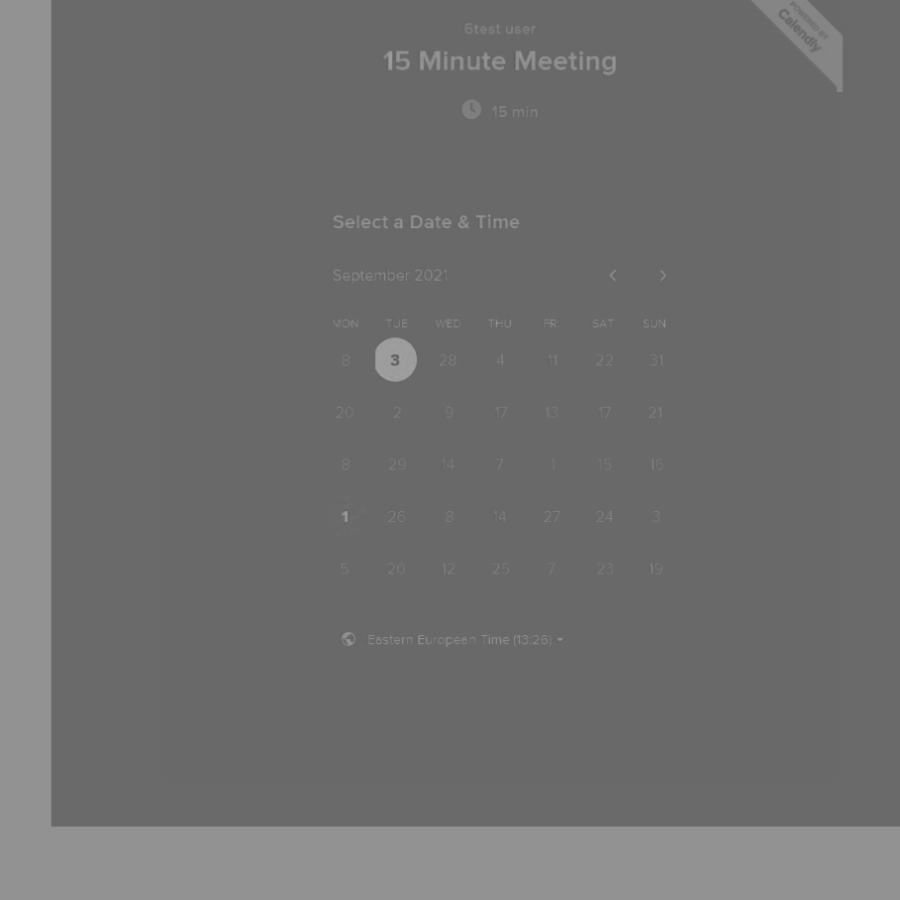 6test user
POWERED BY
Calendly
15 Minute Meeting
15 min
Select a Date & Time
September 2021
MON TUE WED THU FRI SAT SUN
8 3 28 4 11 22 31
20 2 9 17 13 17 21
8 29 14 7 1 15 16
1 26 8 14 27 24 3
5 20 12 25 7 23 19
Eastern European Time (13:26)